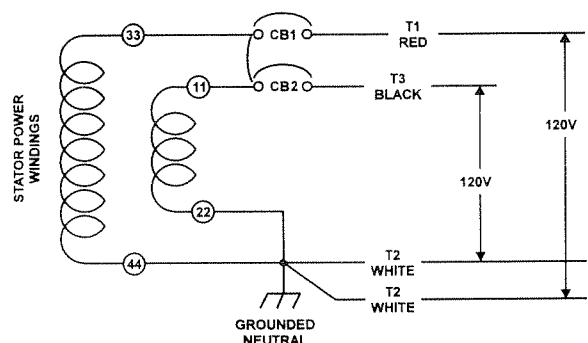 33
CB1
T1
RED
11
CB2
T3
BLACK
STATOR POWER
WINDINGS
120V
120V
22
44
T2
WHITE
T2
WHITE
GROUNDED
NEUTRAL